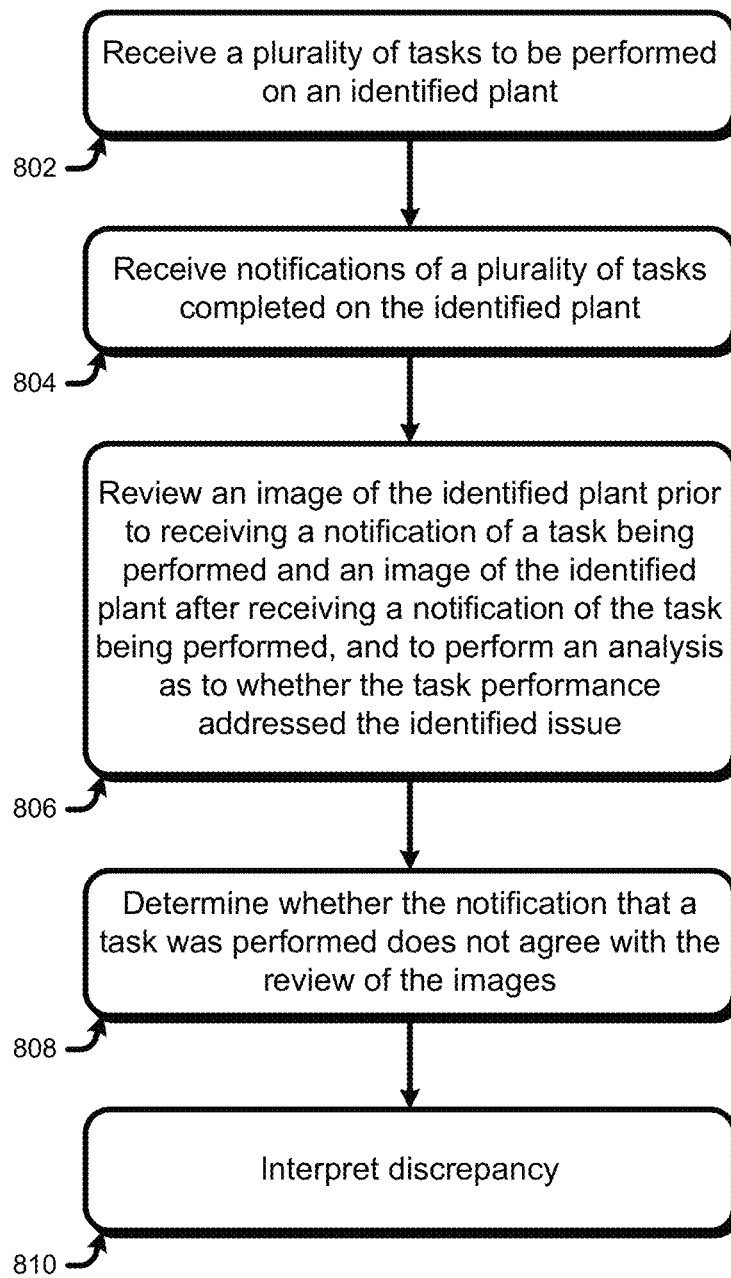 Receive a plurality of tasks to be performed
on an identified plant
802
Receive notifications of a plurality of tasks
completed on the identified plant
804
Review an image of the identified plant prior
to receiving a notification of a task being
performed and an image of the identified
plant after receiving a notification of the task
being performed, and to perform an analysis
as to whether the task performance
addressed the identified issue
806
Determine whether the notification that a
task was performed does not agree with the
review of the images
808
Interpret discrepancy
810